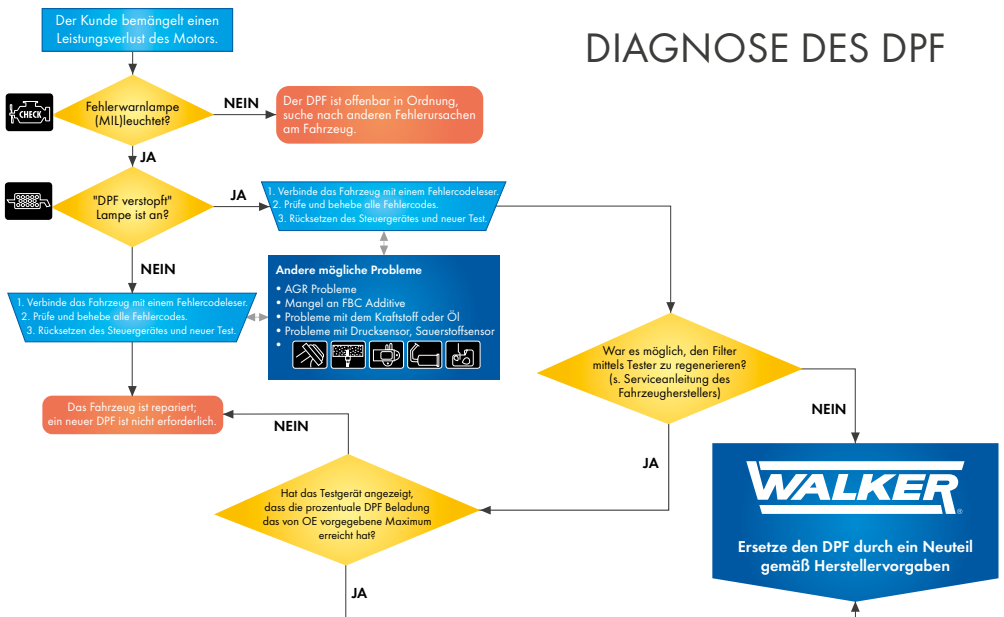 DIAGNOSE DES DPF
Der Kunde bemängelt einen
Leistungsverlust des Motors.
CHECK
Fehlerwarnlampe
(MIL)leuchtet?
NEIN
Der DPF ist offenbar in Ordnung,
suche nach anderen Fehlerursachen
am Fahrzeug.
JA
"DPF verstopft"
Lampe ist an?
JA
1. Verbinde das Fahrzeug mit einem Fehlercodeleser.
2. Prüfe und behebe alle Fehlercodes.
3. Rücksetzen des Steuergerätes und neuer Test.
NEIN
Andere mögliche Probleme
• AGR Probleme
• Mangel an FBC Additive
• Probleme mit dem Kraftstoff oder Öl
• Probleme mit Drucksensor, Sauerstoffsensor
•
1. Verbinde das Fahrzeug mit einem Fehlercodeleser.
2. Prüfe und behebe alle Fehlercodes.
3. Rücksetzen des Steuergerätes und neuer Test.
War es möglich, den Filter
mittels Tester zu regenerieren?
(s. Serviceanleitung des
Fahrzeugherstellers)
NEIN
JA
Das Fahrzeug ist repariert;
ein neuer DPF ist nicht erforderlich.
NEIN
Hat das Testgerät angezeigt,
dass die prozentuale DPF Beladung
das von OE vorgegebene Maximum
erreicht hat?
JA
WALKER®
Ersetze den DPF durch ein Neuteil
gemäß Herstellervorgaben